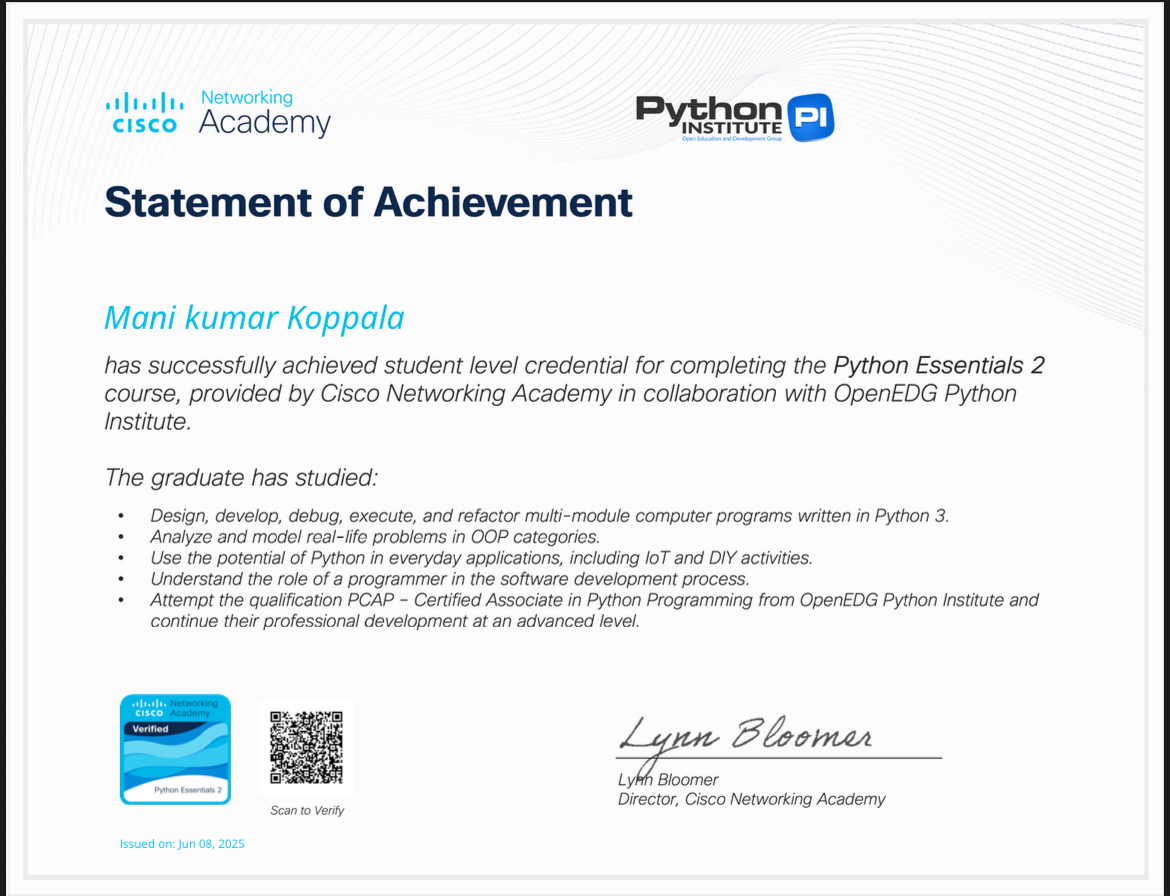 Networking
CISCO Academy
Python
INSTITUTE PI
Open Education and Development Group
Statement of Achievement
Mani kumar Koppala
has successfully achieved student level credential for completing the Python Essentials 2
course, provided by Cisco Networking Academy in collaboration with OpenEDG Python
Institute.
The graduate has studied:
• Design, develop, debug, execute, and refactor multi-module computer programs written in Python 3.
• Analyze and model real-life problems in OOP categories.
• Use the potential of Python in everyday applications, including IoT and DIY activities.
• Understand the role of a programmer in the software development process.
• Attempt the qualification PCAP – Certified Associate in Python Programming from OpenEDG Python Institute and
continue their professional development at an advanced level.
Networking
CISCO Academy
Verified
Python Essentials 2
Scan to Verify
Issued on: Jun 08, 2025
Lynn Bloomer
Lynn Bloomer
Director, Cisco Networking Academy